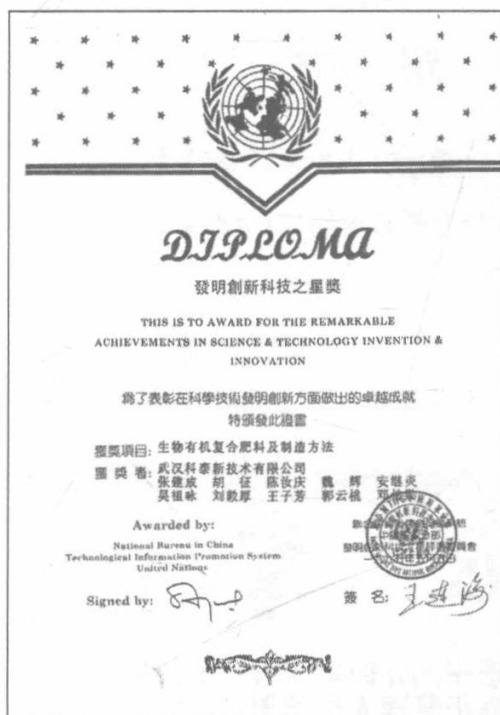 DIPLOMA
發明創新科技之星獎
THIS IS TO AWARD FOR THE REMARKABLE
ACHIEVEMENTS IN SCIENCE & TECHNOLOGY INVENTION &
INNOVATION
為了表彰在科學技術發明創新方面做出的卓越成就
特頒發此證書
獲獎項目: 生物有机复合肥料及制造方法
獲獎者: 武汉科泰新技术有限公司
张建成 胡征 陈汝庆 魏辉 安继炎
吴祖咏 刘毅厚 王子芳 郭云桃
Awarded by:
National Bureau in China
Technological Information Promotion System
United Nations
Signed by:
簽名: